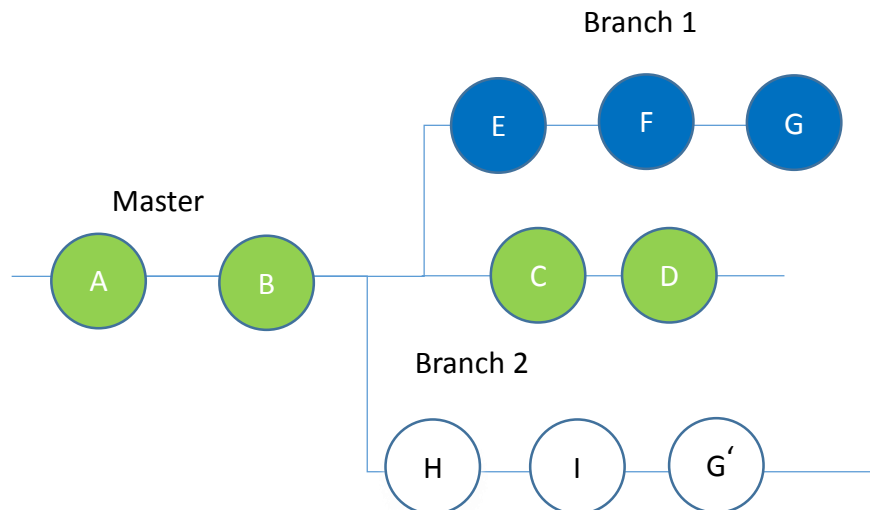 Branch 1
E F G
Master
A B C D
Branch 2
H I G‘